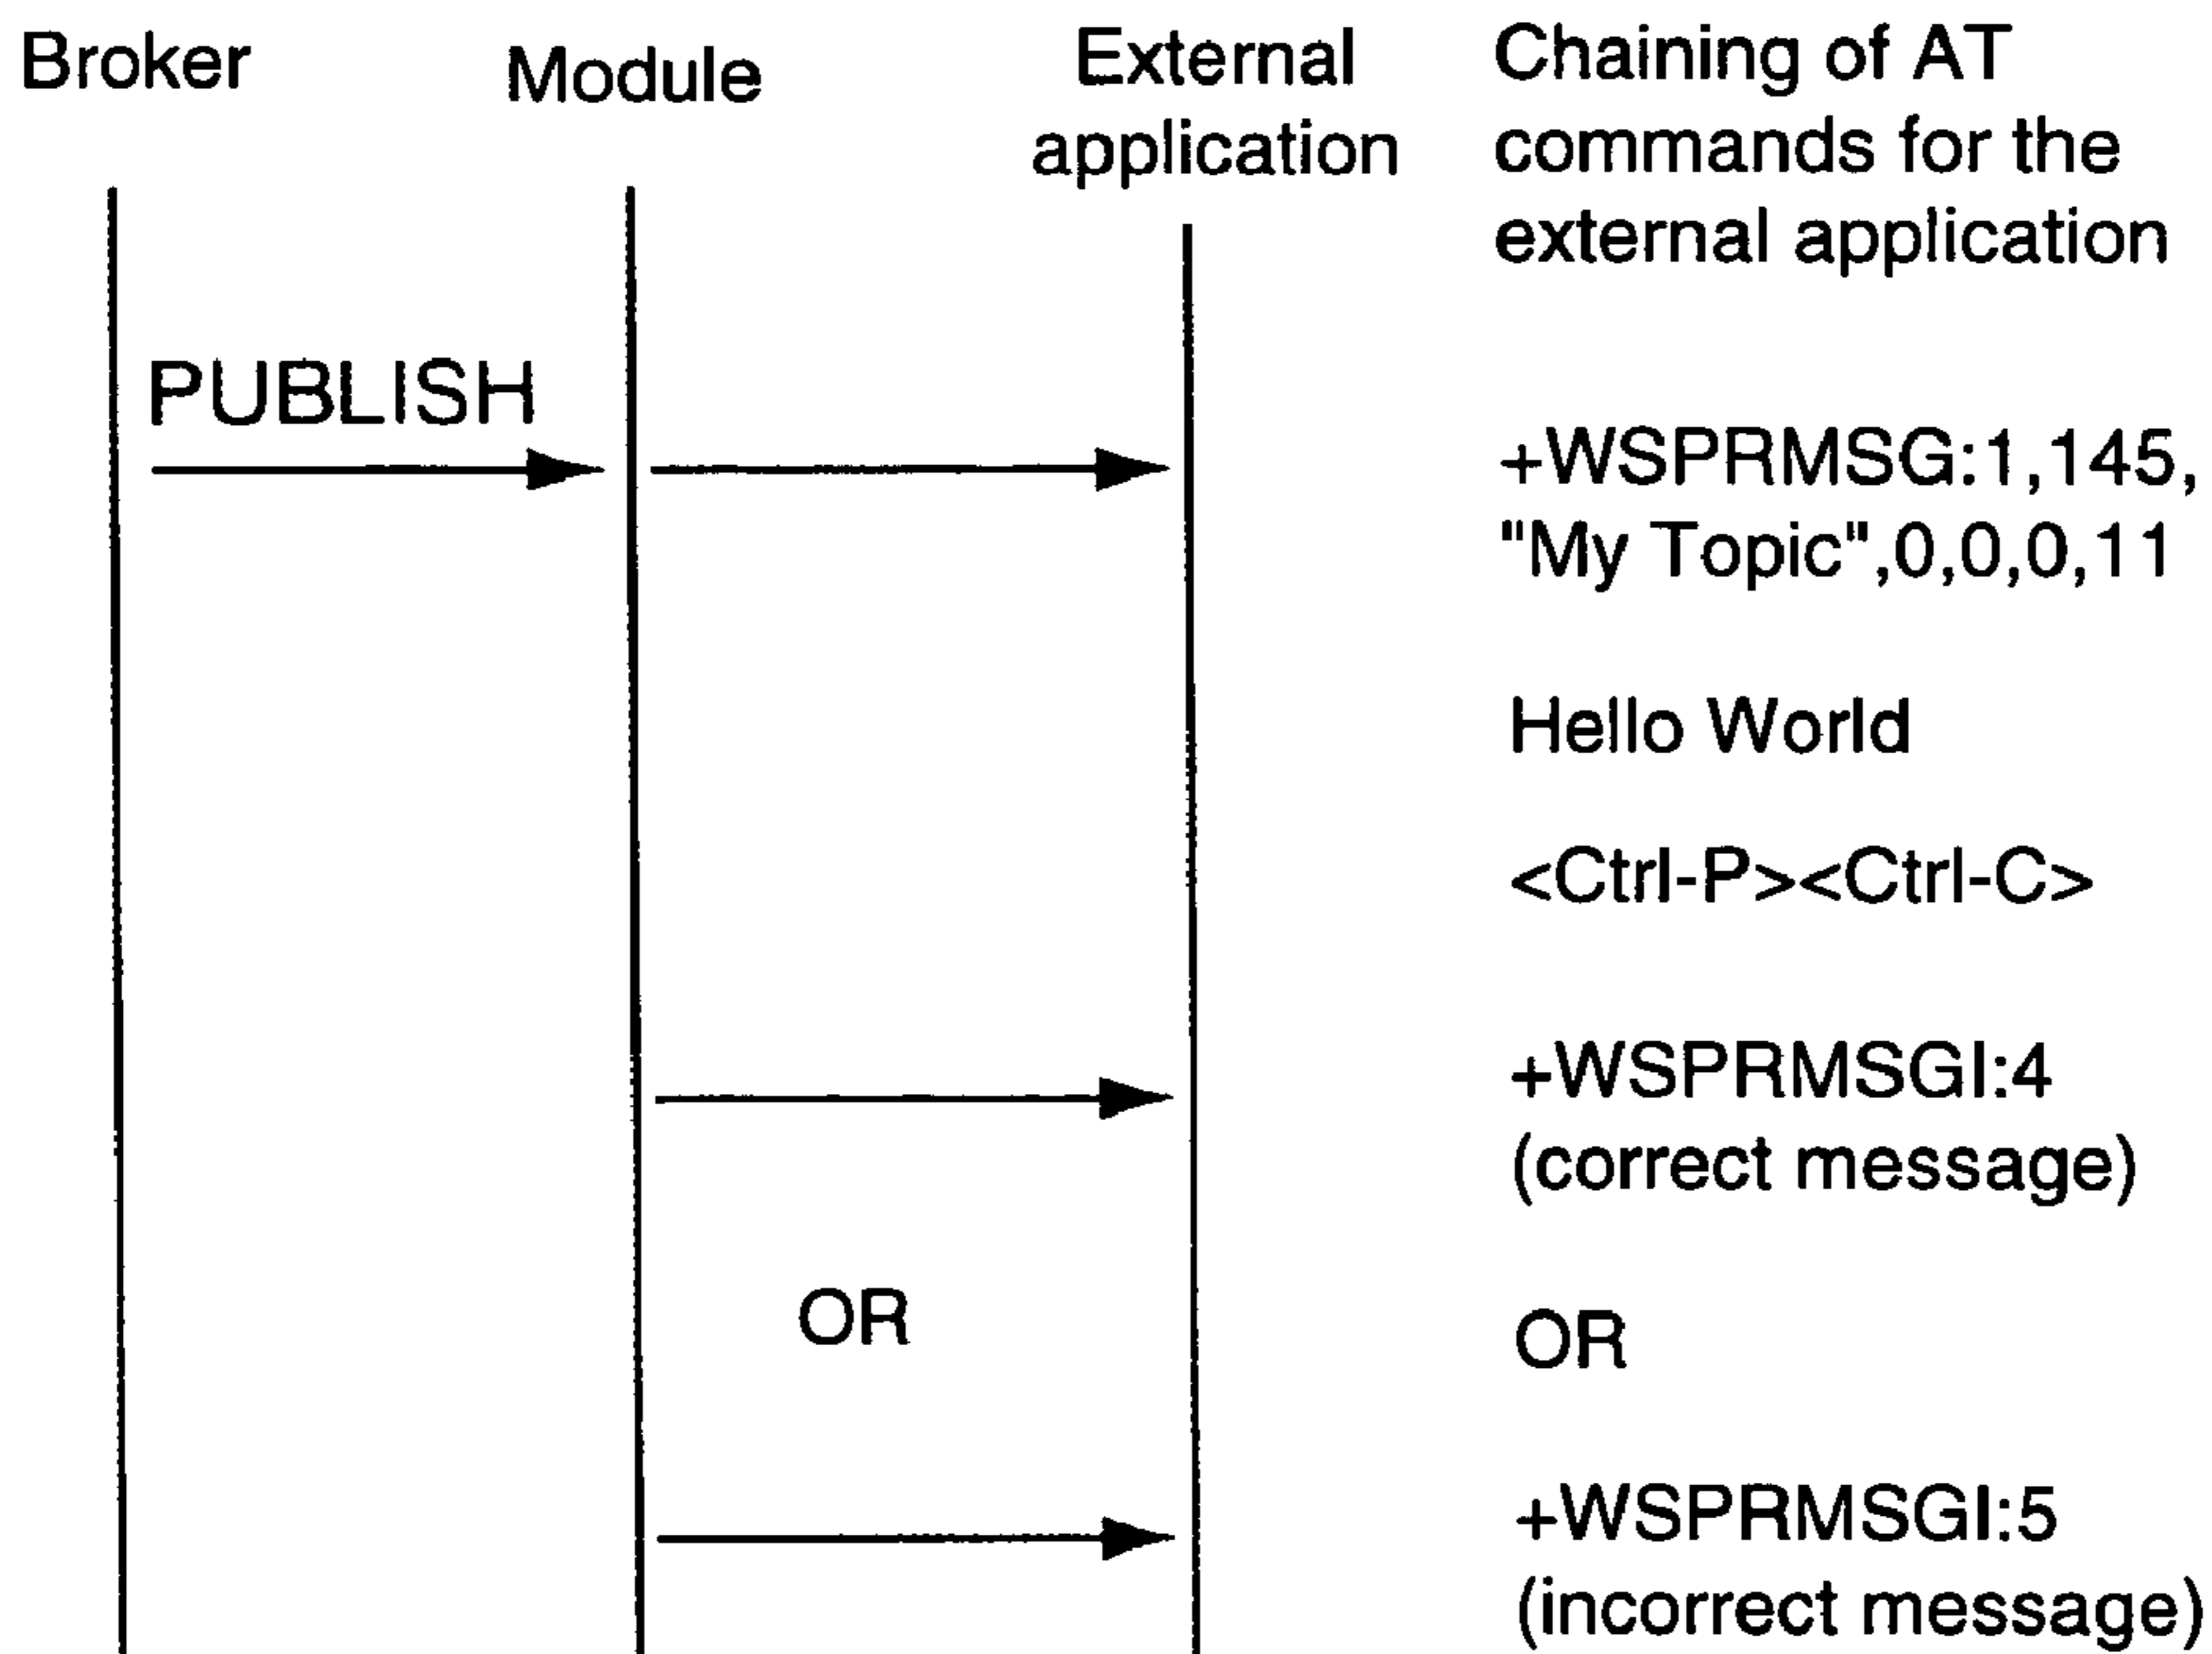 Broker
Module
External
application
Chaining of AT
commands for the
external application
PUBLISH
+WSPRMSG:1,145,
"My Topic",0,0,0,11
Hello World
<Ctrl-P><Ctrl-C>
+WSPRMSGI:4
(correct message)
OR
OR
+WSPRMSGI:5
(incorrect message)